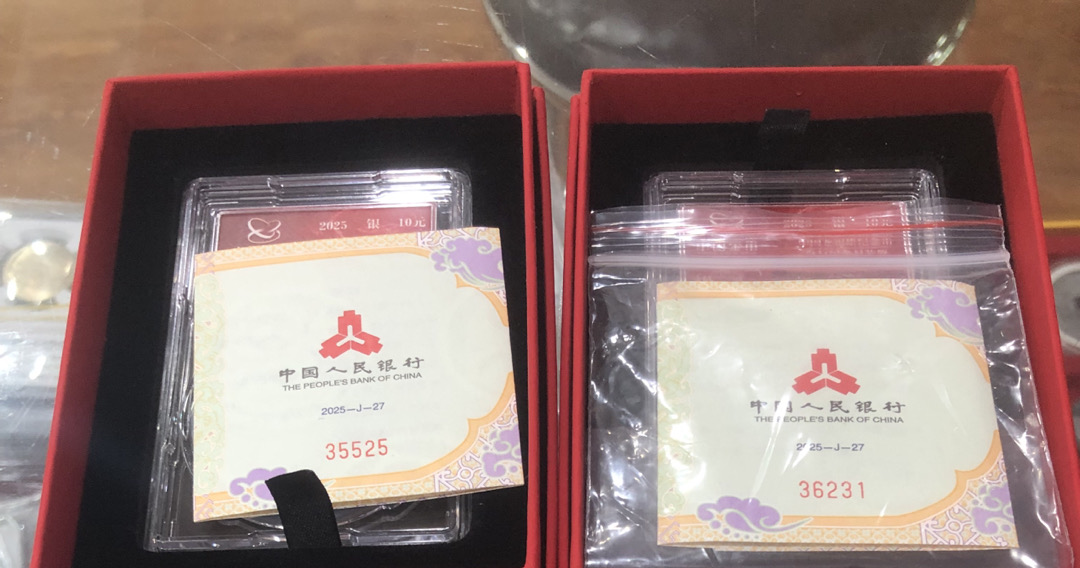 2025 银 10元
中国人民银行
THE PEOPLE'S BANK OF CHINA
2025-J-27
35525
中国人民银行
THE PEOPLE'S BANK OF CHINA
2025-J-27
36231